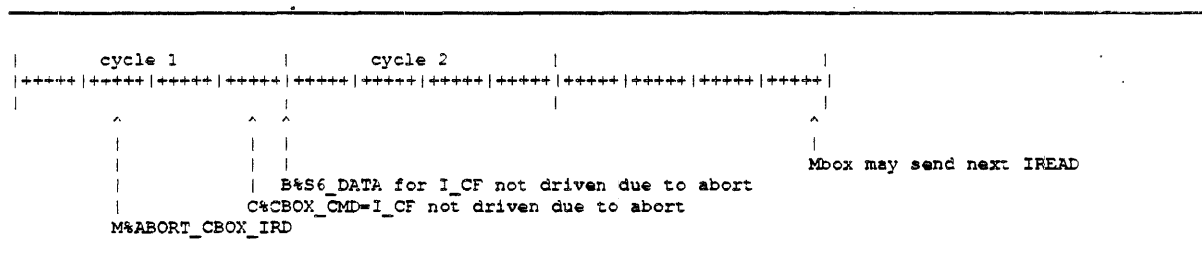 | cycle 1 | cycle 2 | |
|+++++|+++++|+++++|+++++|+++++|+++++|+++++|+++++|+++++|+++++|+++++|+++++|
| | | |
^ ^ ^ ^
| | | |
| | | Mbox may send next IREAD
| | B%S6_DATA for I_CF not driven due to abort
| C%CBOX_CMD=I_CF not driven due to abort
M%ABORT_CBOX_IRD